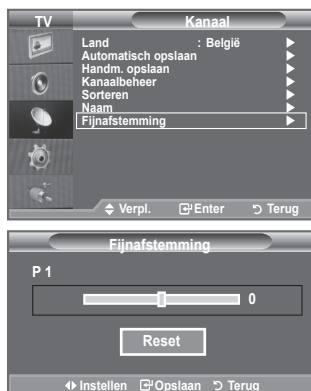 TV Kanaal
Land : België
Automatisch opslaan
Handm. opslaan
Kanaalbeheer
Sorteren
Naam
Fijnafstemming
Verpl. Enter Terug
Fijnafstemming
P 1
0
Reset
Instellen Opslaan Terug